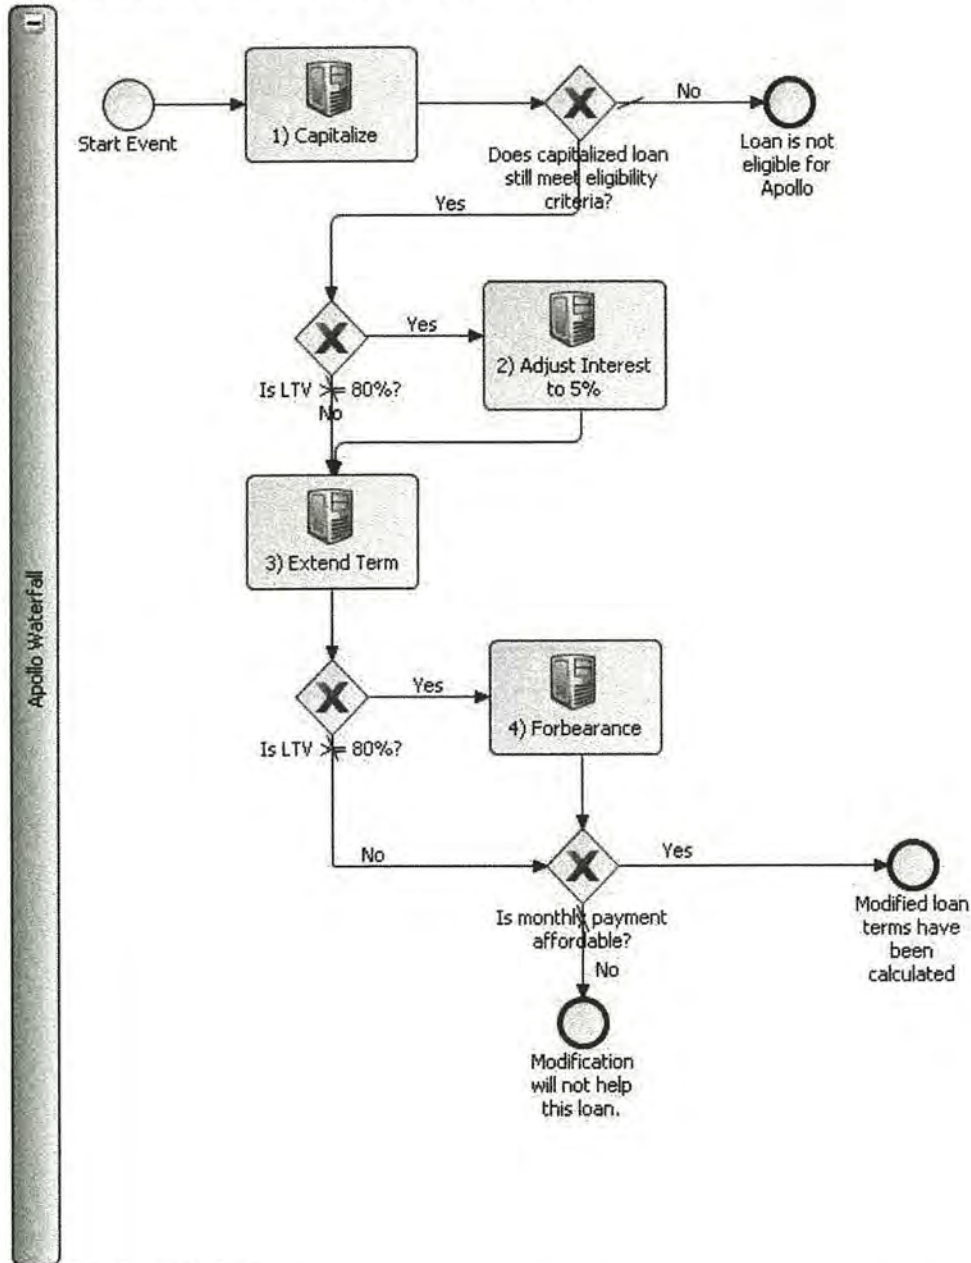 Apollo Waterfall
Start Event
1) Capitalize
Does capitalized loan
still meet eligibility
criteria?
No
Loan is not
eligible for
Apollo
Yes
Is LTV >= 80%?
Yes
2) Adjust Interest
to 5%
No
3) Extend Term
Is LTV >= 80%?
Yes
4) Forbearance
No
Is monthly payment
affordable?
Yes
Modified loan
terms have
been
calculated
No
Modification
will not help
this loan.